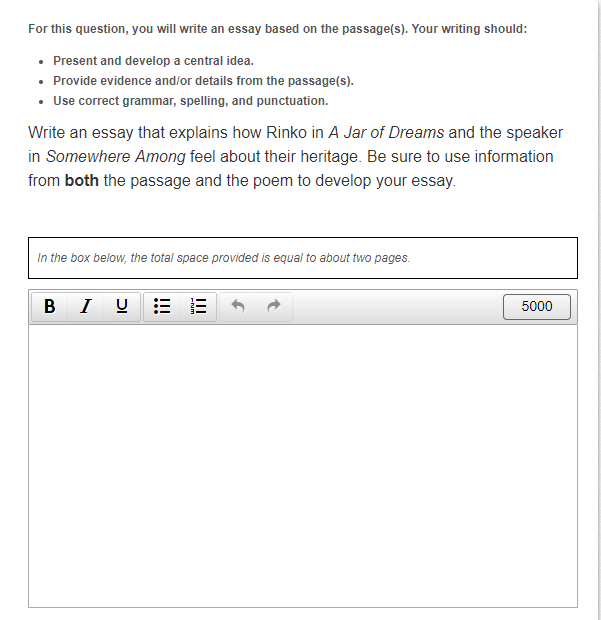 For this question, you will write an essay based on the passage(s). Your writing should:
• Present and develop a central idea.
• Provide evidence and/or details from the passage(s).
• Use correct grammar, spelling, and punctuation.
Write an essay that explains how Rinko in A Jar of Dreams and the speaker
in Somewhere Among feel about their heritage. Be sure to use information
from both the passage and the poem to develop your essay.
In the box below, the total space provided is equal to about two pages.
B I U 5000